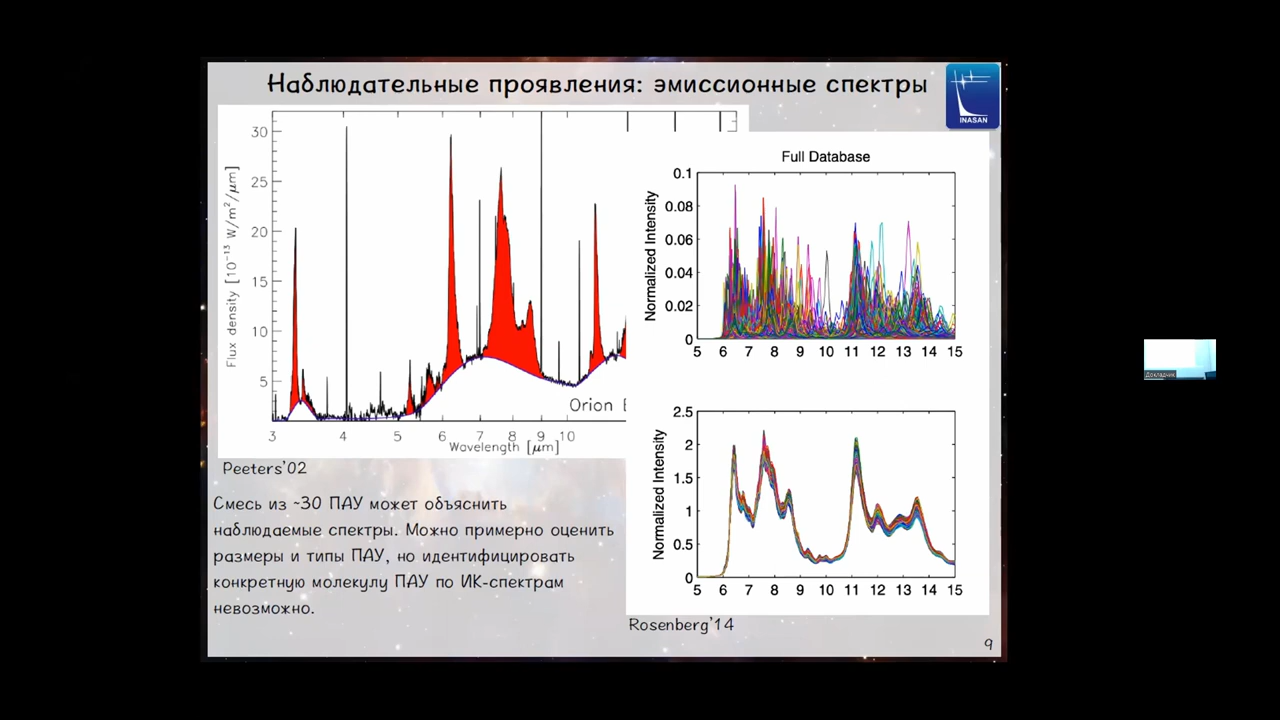 Наблюдательные проявления: эмиссионные спектры
INASAN
30
25
20
15
10
5
Flux density [10⁻¹³ W/m²/μm]
3 4 5 6 7 8 9 10
Wavelength [μm]
Orion
Peeters'02
Смесь из ~30 ПАУ может объяснить
наблюдаемые спектры. Можно примерно оценить
размеры и типы ПАУ, но идентифицировать
конкретную молекулу ПАУ по ИК-спектрам
невозможно.
Full Database
Normalized Intensity
0.1
0.08
0.06
0.04
0.02
0
5 6 7 8 9 10 11 12 13 14 15
Normalized Intensity
2.5
2
1.5
1
0.5
0
5 6 7 8 9 10 11 12 13 14 15
Rosenberg'14
9
Докладчик